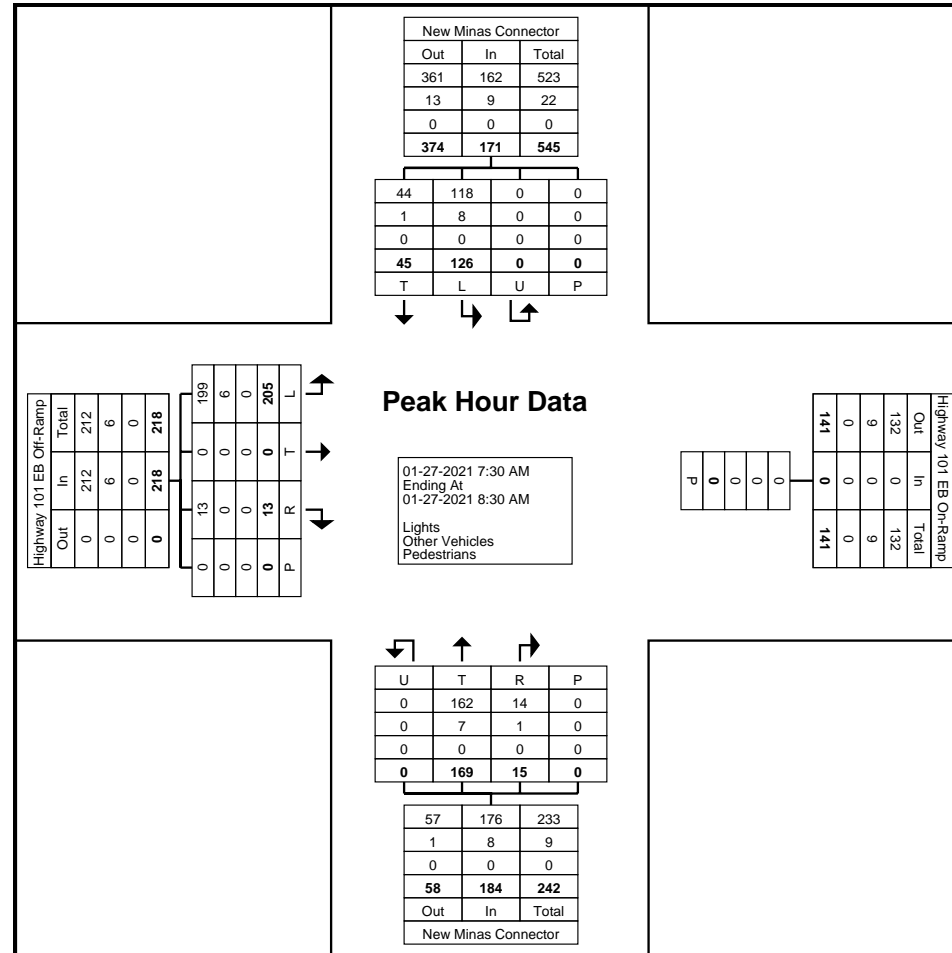 New Minas Connector
Out In Total
361 162 523
13 9 22
0 0 0
374 171 545
44 118 0 0
1 8 0 0
0 0 0 0
45 126 0 0
T L U P
Peak Hour Data
01-27-2021 7:30 AM
Ending At
01-27-2021 8:30 AM
Lights
Other Vehicles
Pedestrians
Highway 101 EB Off-Ramp
Out In Total
0 212 212
0 6 6
0 0 0
0 218 218
P R T L
0 13 0 199
0 0 0 6
0 0 0 0
0 13 0 205
Highway 101 EB On-Ramp
Out In Total
132 0 132
9 0 9
0 0 0
141 0 141
0
0
0
0
P
U T R P
0 162 14 0
0 7 1 0
0 0 0 0
0 169 15 0
57 176 233
1 8 9
0 0 0
58 184 242
Out In Total
New Minas Connector